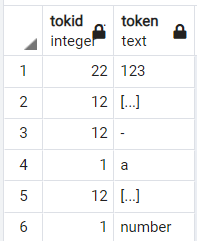 tokid token
integer text
1 22 123
2 12 [...]
3 12 -
4 1 a
5 12 [...]
6 1 number